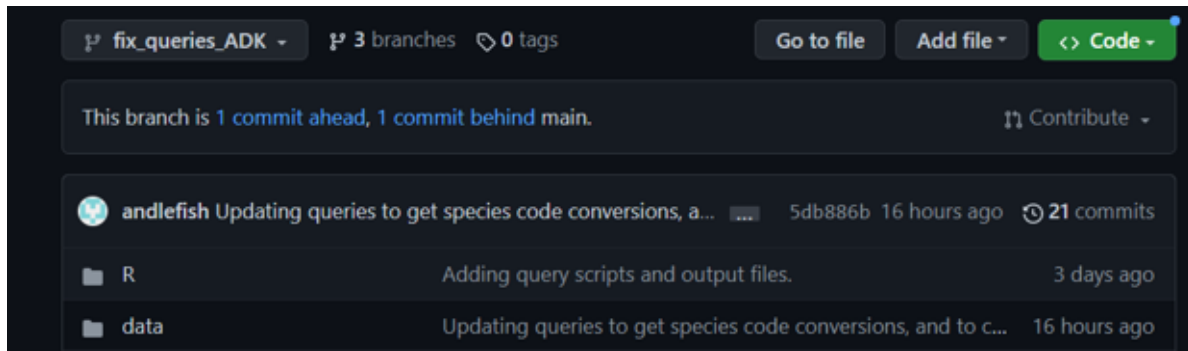 fix_queries_ADK 3 branches 0 tags Go to file Add file <> Code
This branch is 1 commit ahead, 1 commit behind main. Contribute
andlefish Updating queries to get species code conversions, a... ... 5db886b 16 hours ago 21 commits
R Adding query scripts and output files. 3 days ago
data Updating queries to get species code conversions, and to c... 16 hours ago